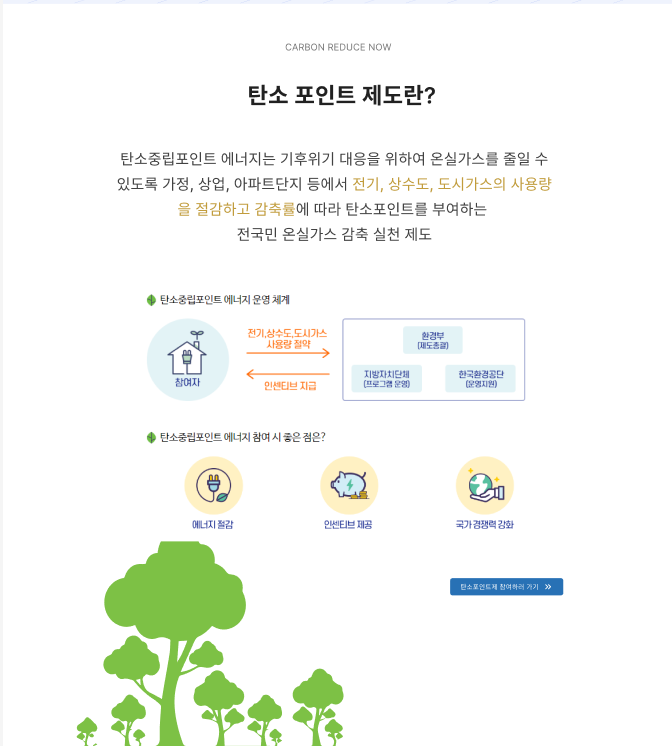 CARBON REDUCE NOW
탄소 포인트 제도란?
탄소중립포인트 에너지는 기후위기 대응을 위하여 온실가스를 줄일 수
있도록 가정, 상업, 아파트단지 등에서 전기, 상수도, 도시가스의 사용량
을 절감하고 감축률에 따라 탄소포인트를 부여하는
전국민 온실가스 감축 실천 제도
탄소중립포인트 에너지 운영 체계
참여자
전기,상수도,도시가스
사용량 절약
인센티브 지급
환경부
(제도총괄)
지방자치단체
(프로그램 운영)
한국환경공단
(운영지원)
탄소중립포인트 에너지 참여 시 좋은 점은?
에너지 절감
인센티브 제공
국가 경쟁력 강화
탄소포인트제 참여하러 가기 »